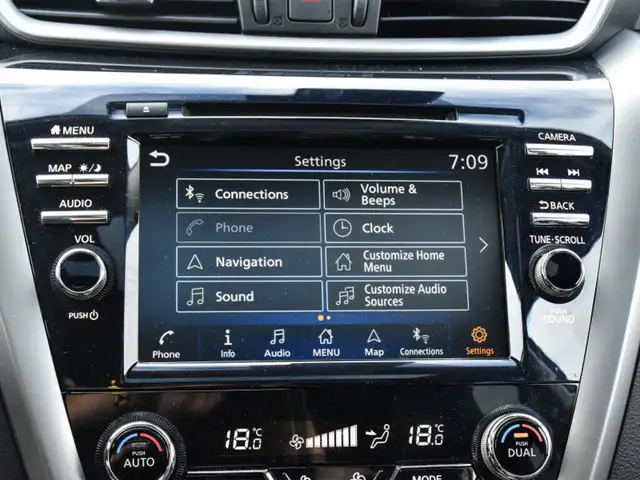 MENU
CAMERA
MAP
AUDIO
BACK
VOL
TUNE·SCROLL
PUSH
PUSH
SOUND
Settings
7:09
Connections
Volume &
Beeps
Phone
Clock
Navigation
Customize Home
Menu
Sound
Customize Audio
Sources
Phone
Info
Audio
MENU
Map
Connections
Settings
PUSH
AUTO
18.0
°C
18.0
°C
PUSH
DUAL
MODE